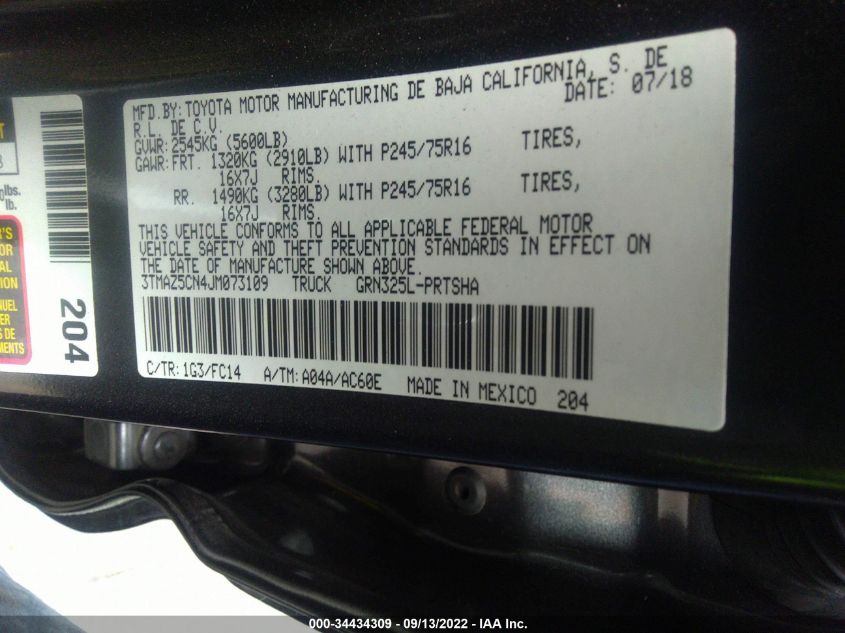 MFD.BY:TOYOTA MOTOR MANUFACTURING DE BAJA CALIFORNIA, S. DE
R.L. DE C.V. DATE: 07/18
GVWR: 2545KG (5600LB)
GAWR:FRT. 1320KG (2910LB) WITH P245/75R16 TIRES,
16X7J RIMS.
RR. 1490KG (3280LB) WITH P245/75R16 TIRES,
16X7J RIMS.
THIS VEHICLE CONFORMS TO ALL APPLICABLE FEDERAL MOTOR
VEHICLE SAFETY AND THEFT PREVENTION STANDARDS IN EFFECT ON
THE DATE OF MANUFACTURE SHOWN ABOVE.
3TMAZ5CN4JM073109 TRUCK GRN325L-PRTSHA
C/TR: 1G3/FC14 A/TM: A04A/AC60E MADE IN MEXICO 204
lbs.
lb.
204
000-34434309 - 09/13/2022 - IAA Inc.